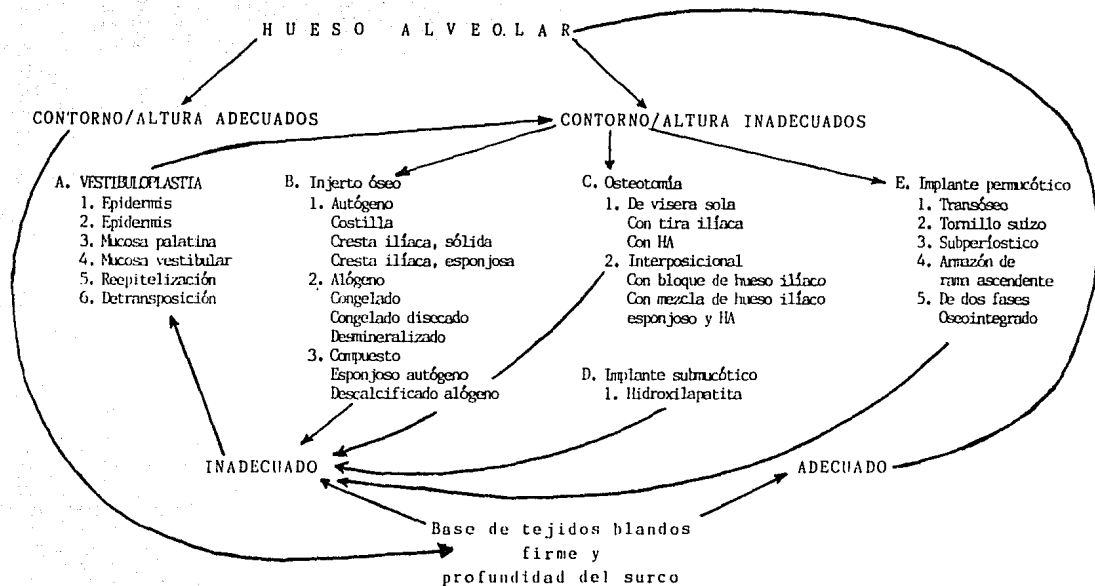 HUESO ALVEOLAR
CONTORNO/ALTURA ADECUADOS
CONTORNO/ALTURA INADECUADOS
A. VESTIBULOPLASTIA
1. Epidermis
2. Epidermis
3. Mucosa palatina
4. Mucosa vestibular
5. Reepitelización
6. Detransposición
B. Injerto óseo
1. Autógeno
Costilla
Cresta ilíaca, sólida
Cresta ilíaca, esponjosa
2. Alógeno
Congelado
Congelado disecado
Desmineralizado
3. Compuesto
Esponjoso autógeno
Descalcificado alógeno
C. Osteotomía
1. De visera sola
Con tira ilíaca
Con HA
2. Interposicional
Con bloque de hueso ilíaco
Con mezcla de hueso ilíaco
esponjoso y HA
D. Implante submucótico
1. Hidroxilapatita
E. Implante permucótico
1. Transóseo
2. Tornillo suizo
3. Subperíostico
4. Armazón de
rama ascendente
5. De dos fases
Oseointegrado
INADECUADO
ADECUADO
Base de tejidos blandos
firme y
profundidad del surco